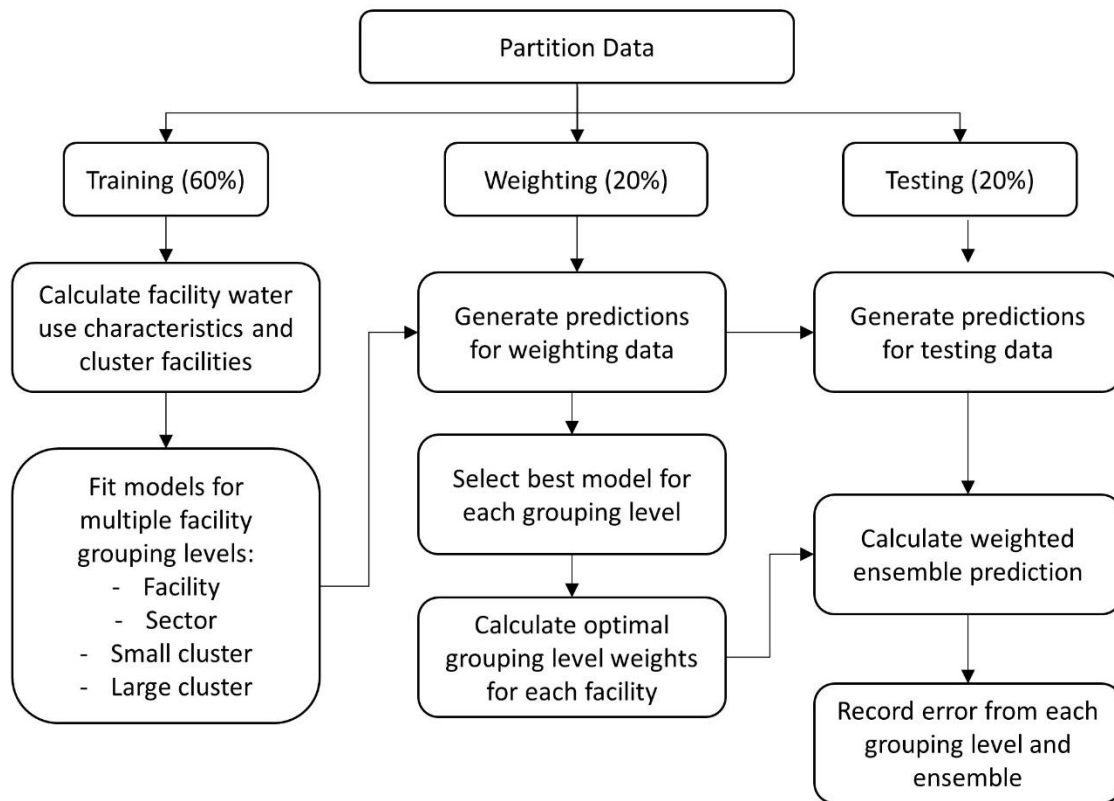 Partition Data
Training (60%)
Weighting (20%)
Testing (20%)
Calculate facility water
use characteristics and
cluster facilities
Generate predictions
for weighting data
Generate predictions
for testing data
Fit models for
multiple facility
grouping levels:
- Facility
- Sector
- Small cluster
- Large cluster
Select best model for
each grouping level
Calculate weighted
ensemble prediction
Calculate optimal
grouping level weights
for each facility
Record error from each
grouping level and
ensemble